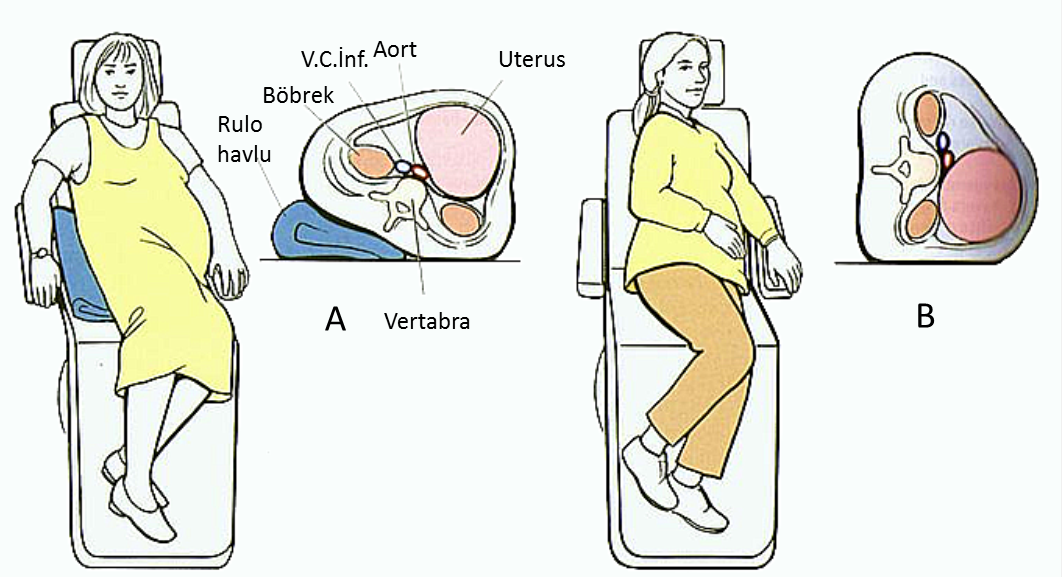 V.C.İnf.
Aort
Uterus
Böbrek
Rulo
havlu
A
Vertabra
B